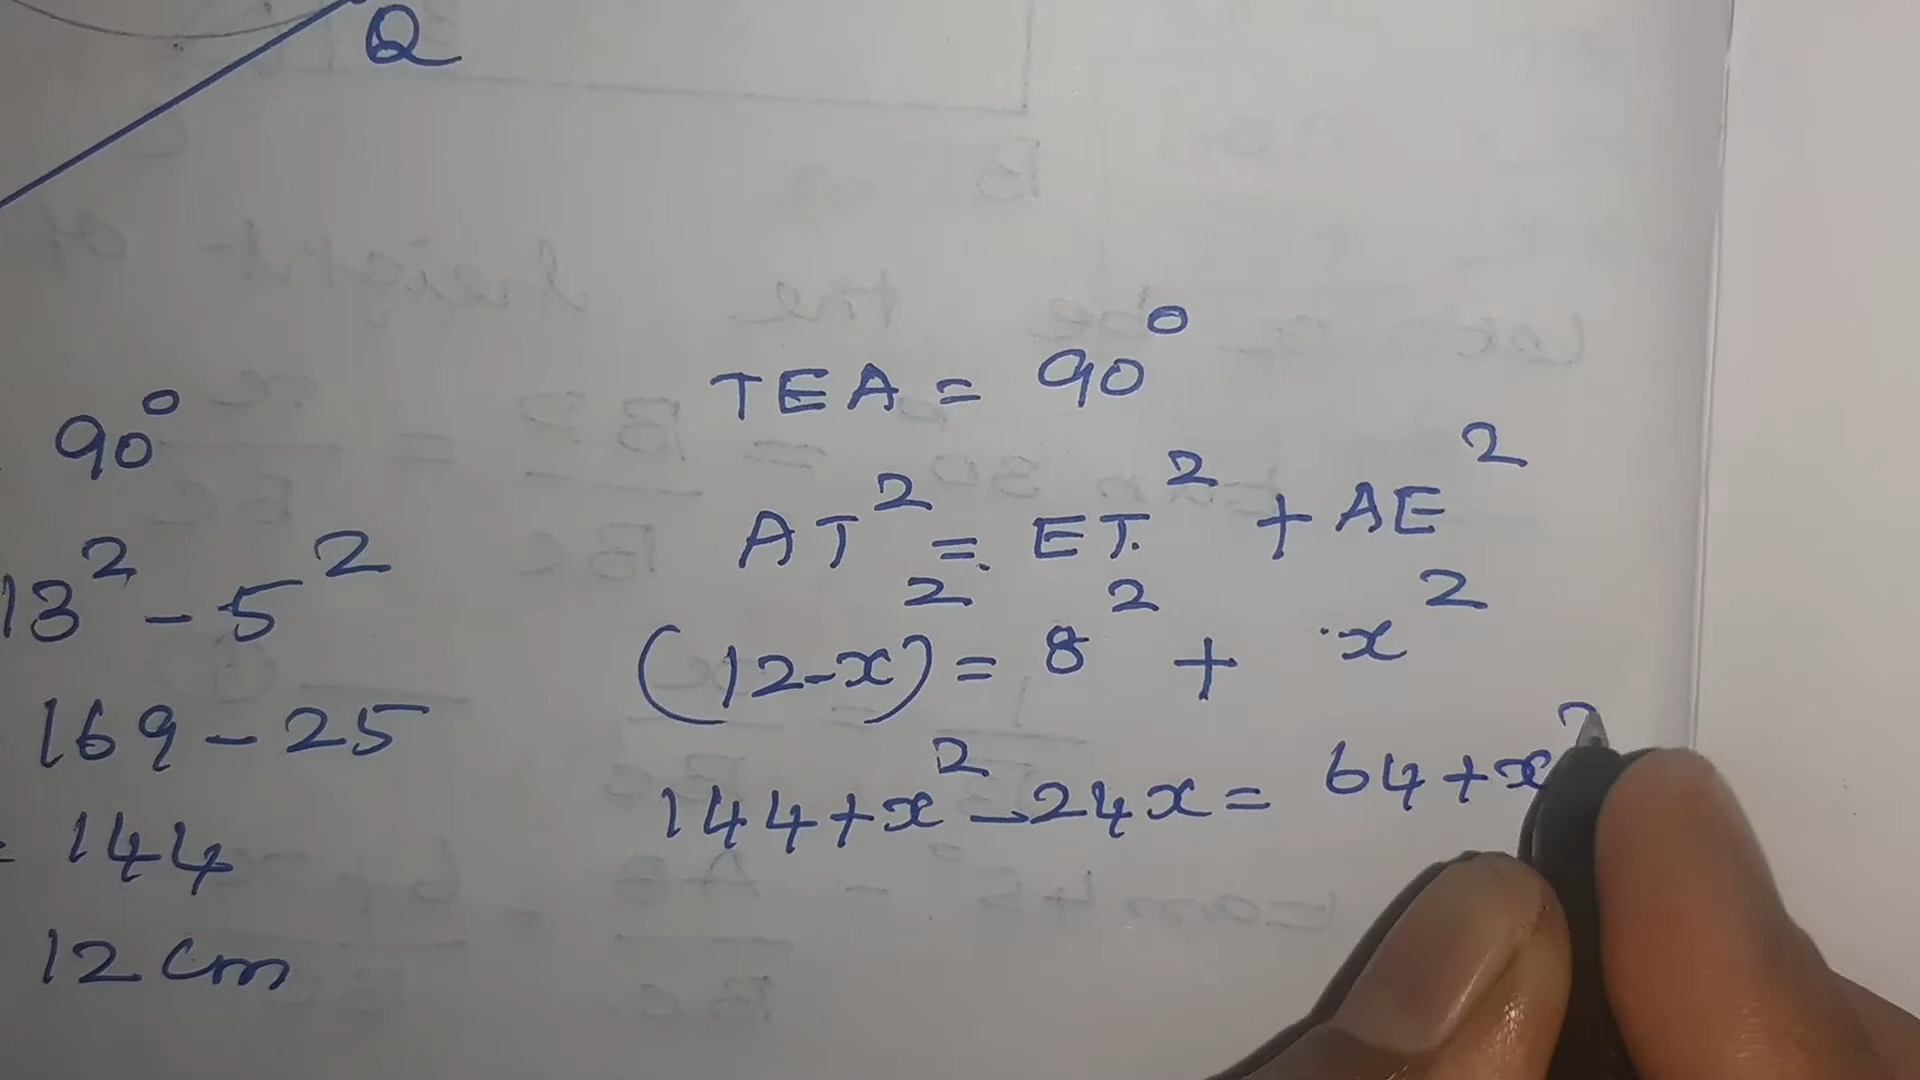 Q
90°
13² - 5²
169 - 25
= 144
12 cm
TEA = 90°
AT² = ET² + AE²
(12-x)² = 8² + x²
144+x² - 24x = 64+x²